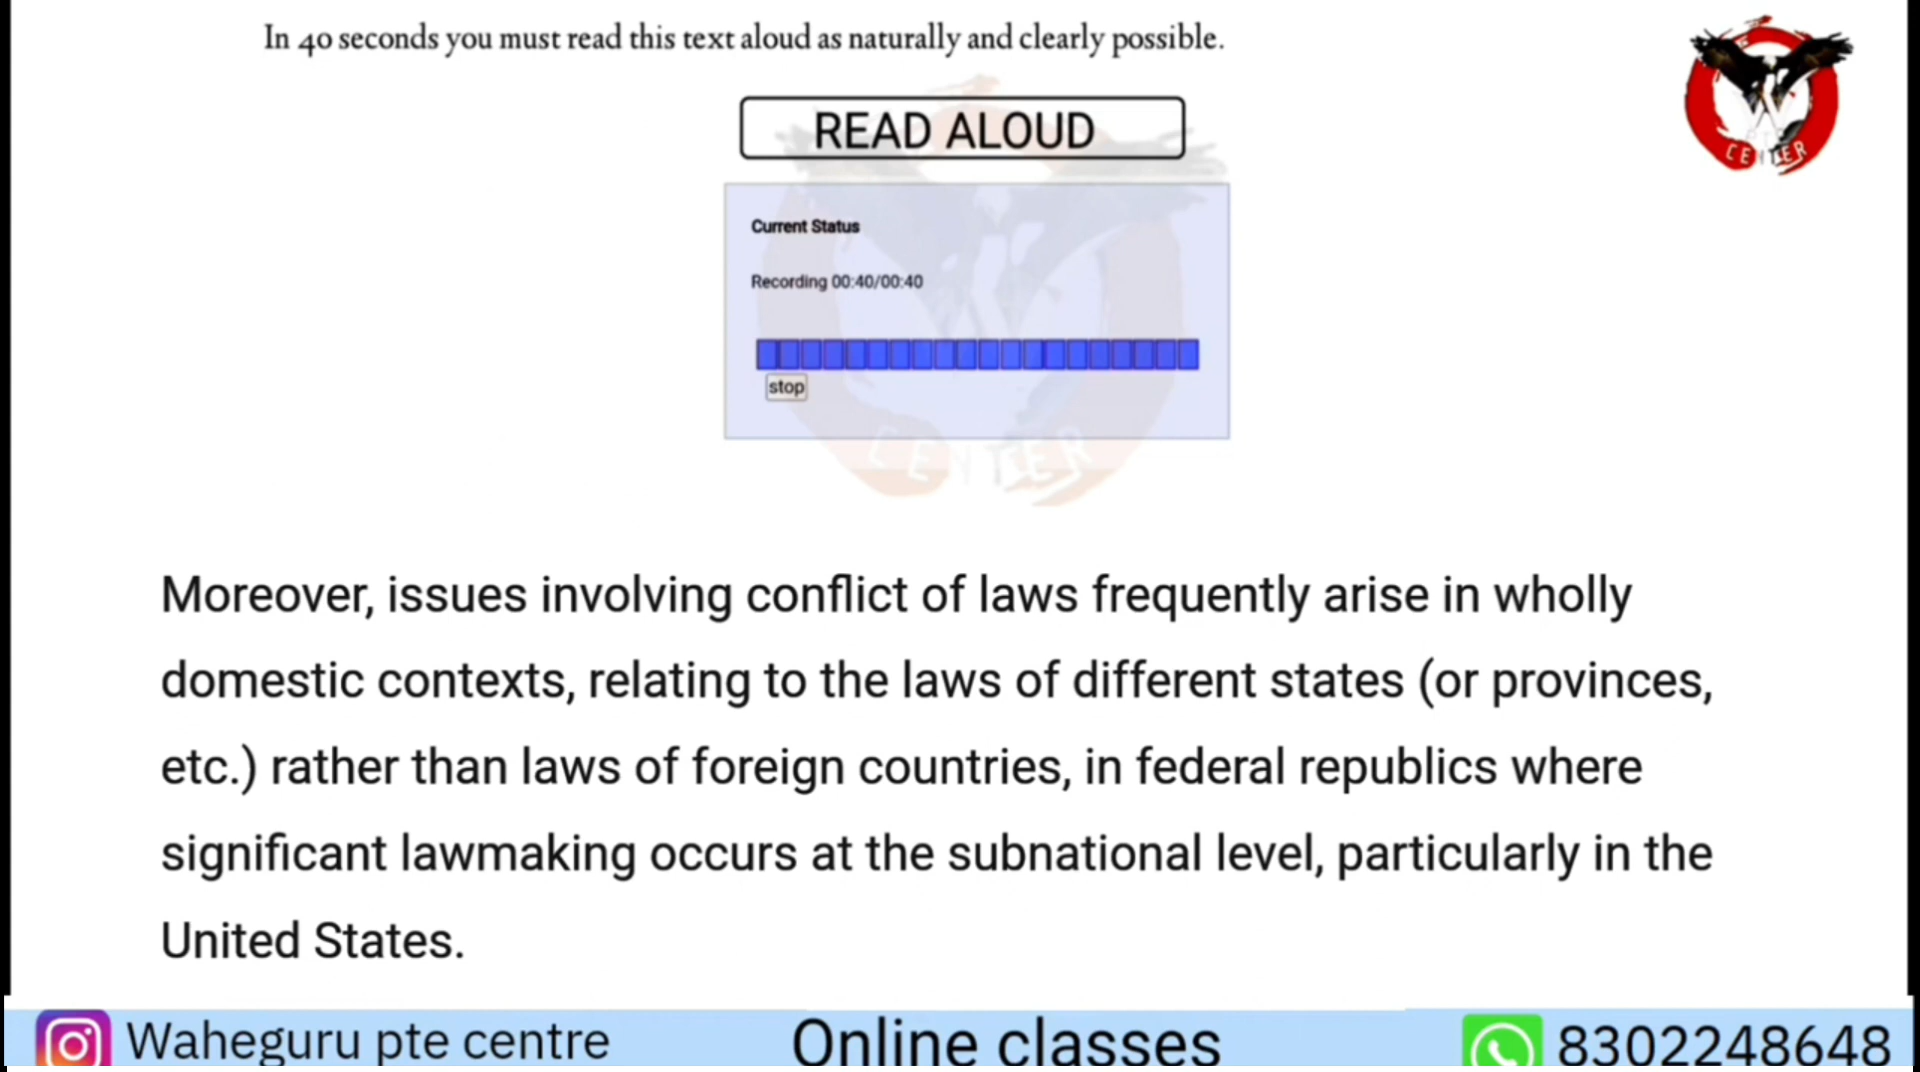 In 40 seconds you must read this text aloud as naturally and clearly possible.
CENTER
READ ALOUD
Current Status
Recording 00:40/00:40
stop
CENTER
Moreover, issues involving conflict of laws frequently arise in wholly
domestic contexts, relating to the laws of different states (or provinces,
etc.) rather than laws of foreign countries, in federal republics where
significant lawmaking occurs at the subnational level, particularly in the
United States.
Waheguru pte centre
Online classes
8302248648